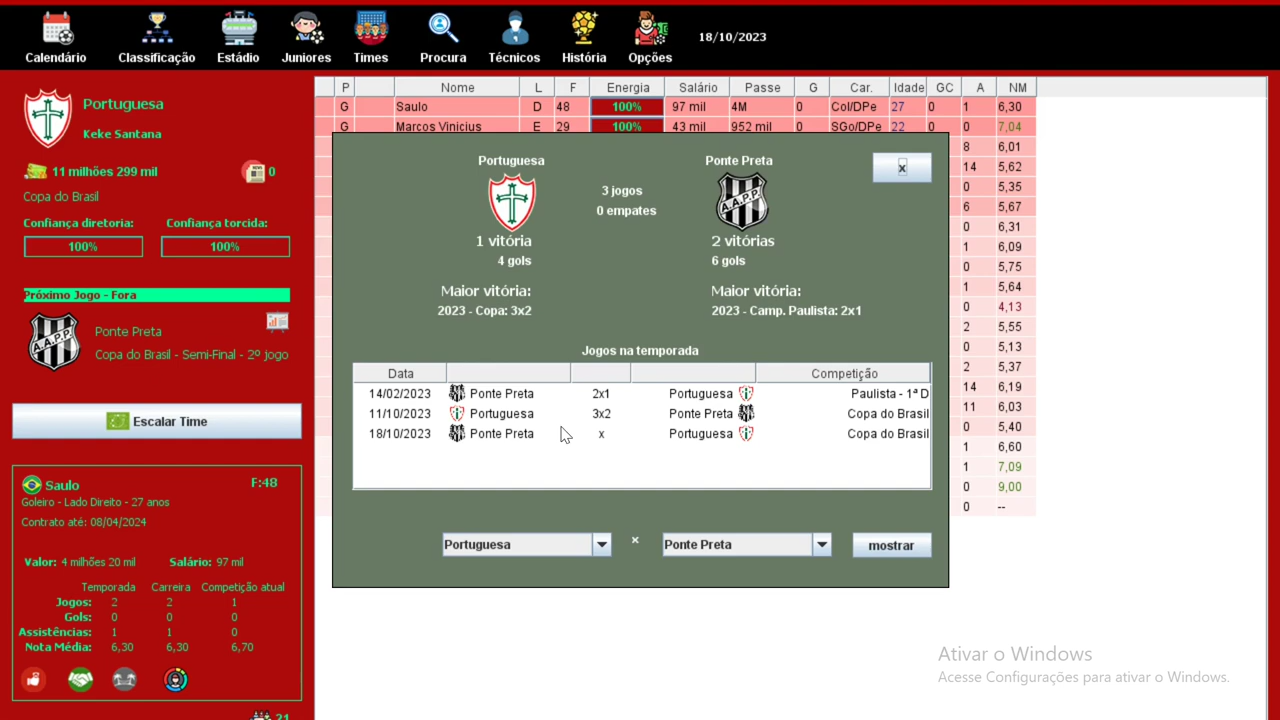 Calendário Classificação Estádio Juniores Times Procura Técnicos História Opções 18/10/2023
Portuguesa
Keke Santana
11 milhões 299 mil 0
Copa do Brasil
Confiança diretoria: Confiança torcida:
100% 100%
Próximo Jogo - Fora
Ponte Preta
Copa do Brasil - Semi-Final - 2º jogo
Escalar Time
Saulo F:48
Goleiro - Lado Direito - 27 anos
Contrato até: 08/04/2024
Valor: 4 milhões 20 mil Salário: 97 mil
Temporada Carreira Competição atual
Jogos: 2 2 1
Gols: 0 0 0
Assistências: 1 1 0
Nota Média: 6,30 6,30 6,70
21
P Nome L F Energia Salário Passe G Car. Idade GC A NM
G Saulo D 48 100% 97 mil 4M 0 Col/DPe 27 0 1 6,30
G Marcos Vinicius E 29 100% 43 mil 952 mil 0 SGo/DPe 22 0 0 7,04
8 6,01
14 5,62
0 5,35
6 5,67
0 6,31
1 6,09
0 5,75
1 5,64
0 4,13
2 5,55
0 5,13
2 5,37
14 6,19
11 6,03
0 5,40
1 6,60
1 7,09
0 9,00
0 --
Portuguesa Ponte Preta x
3 jogos
0 empates
A.A.P.P
1 vitória 2 vitórias
4 gols 6 gols
Maior vitória: Maior vitória:
2023 - Copa: 3x2 2023 - Camp. Paulista: 2x1
Jogos na temporada
Data Competição
14/02/2023 Ponte Preta 2x1 Portuguesa Paulista - 1ª D
11/10/2023 Portuguesa 3x2 Ponte Preta Copa do Brasil
18/10/2023 Ponte Preta x Portuguesa Copa do Brasil
Portuguesa × Ponte Preta mostrar
Ativar o Windows
Acesse Configurações para ativar o Windows.